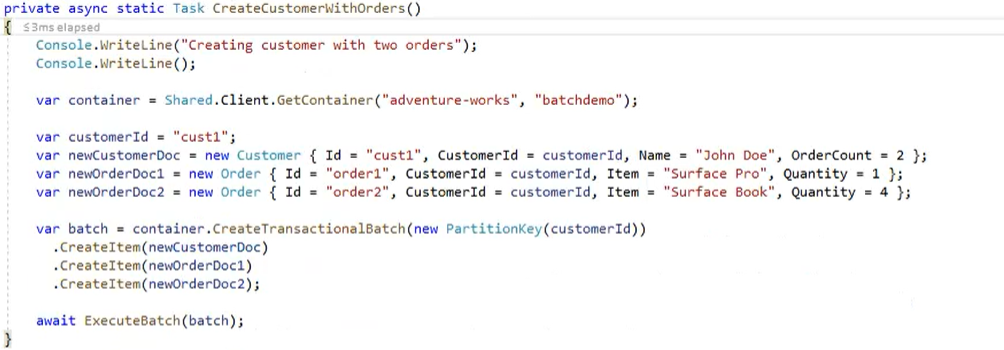 private async static Task CreateCustomerWithOrders()
{ ≤3ms elapsed
Console.WriteLine("Creating customer with two orders");
Console.WriteLine();
var container = Shared.Client.GetContainer("adventure-works", "batchdemo");
var customerId = "cust1";
var newCustomerDoc = new Customer { Id = "cust1", CustomerId = customerId, Name = "John Doe", OrderCount = 2 };
var newOrderDoc1 = new Order { Id = "order1", CustomerId = customerId, Item = "Surface Pro", Quantity = 1 };
var newOrderDoc2 = new Order { Id = "order2", CustomerId = customerId, Item = "Surface Book", Quantity = 4 };
var batch = container.CreateTransactionalBatch(new PartitionKey(customerId))
.CreateItem(newCustomerDoc)
.CreateItem(newOrderDoc1)
.CreateItem(newOrderDoc2);
await ExecuteBatch(batch);
}